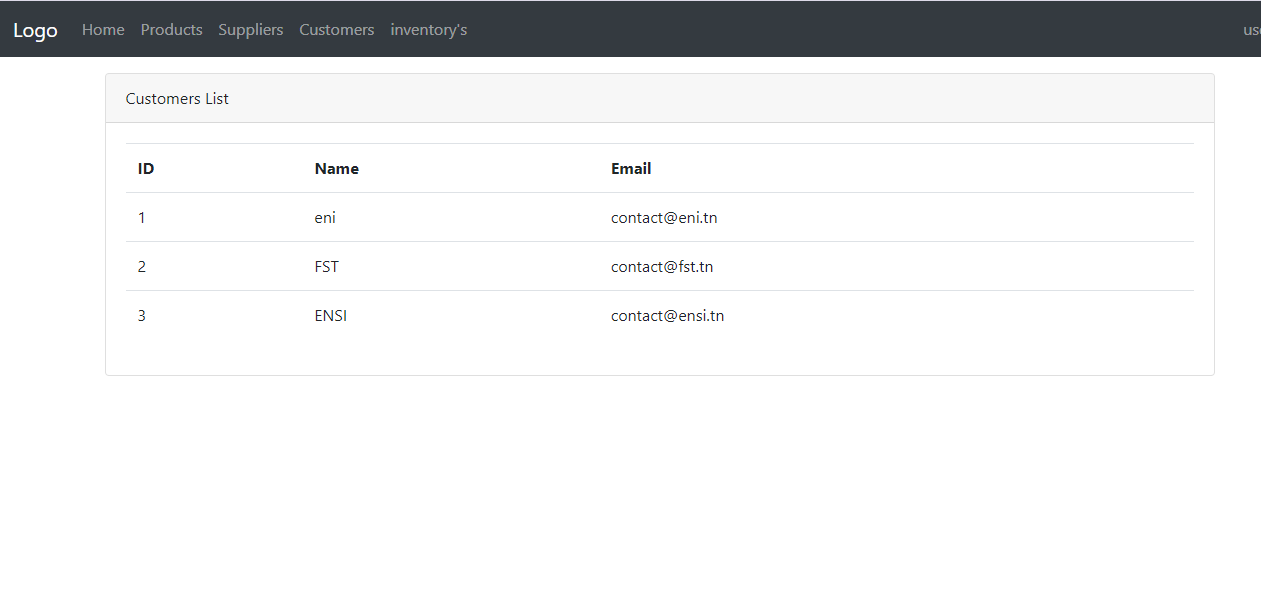 Logo Home Products Suppliers Customers inventory's
Customers List
ID Name Email
1 eni contact@eni.tn
2 FST contact@fst.tn
3 ENSI contact@ensi.tn